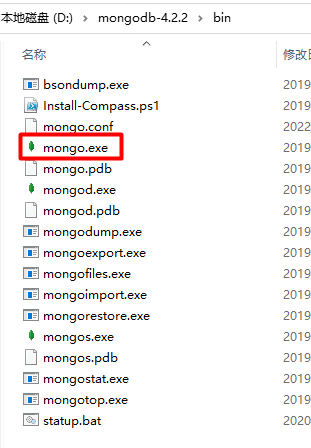 本地磁盘 (D:) > mongodb-4.2.2 > bin
名称 修改日
bsondump.exe 2019
Install-Compass.ps1 2019
mongo.conf 2022
mongo.exe 2019
mongo.pdb 2019
mongod.exe 2019
mongod.pdb 2019
mongodump.exe 2019
mongoexport.exe 2019
mongofiles.exe 2019
mongoimport.exe 2019
mongorestore.exe 2019
mongos.exe 2019
mongos.pdb 2019
mongostat.exe 2019
mongotop.exe 2019
statup.bat 2020